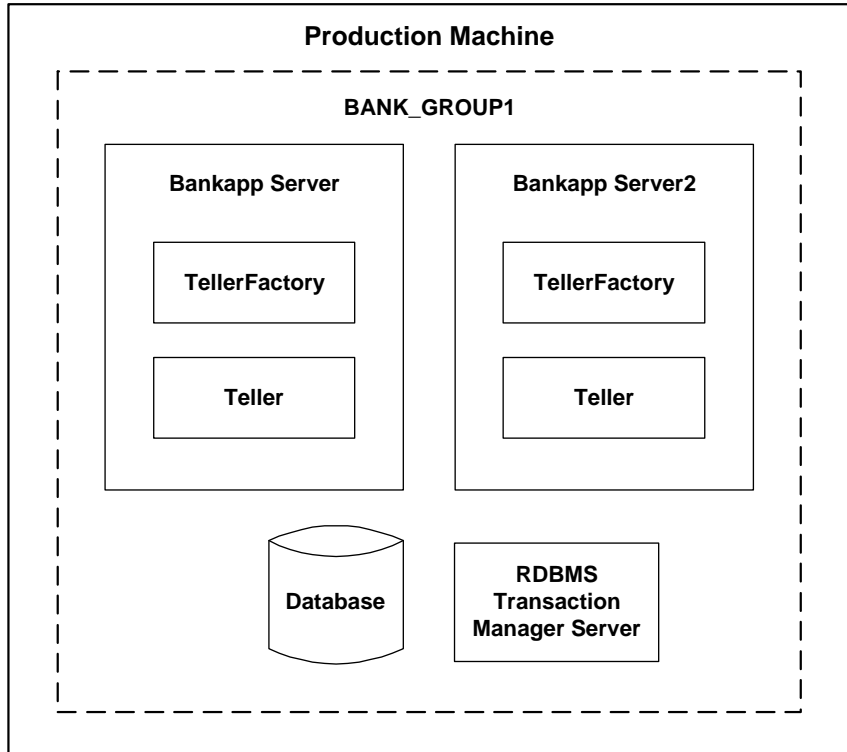 Production Machine
BANK_GROUP1
Bankapp Server
TellerFactory
Teller
Bankapp Server2
TellerFactory
Teller
Database
RDBMS
Transaction
Manager Server